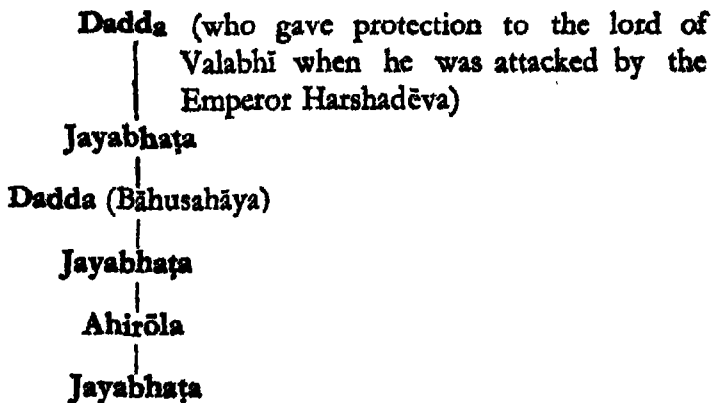 Dadda (who gave protection to the lord of
Valabhī when he was attacked by the
Emperor Harshadēva)
Jayabhaṭa
Dadda (Bāhusahāya)
Jayabhaṭa
Ahirōla
Jayabhaṭa